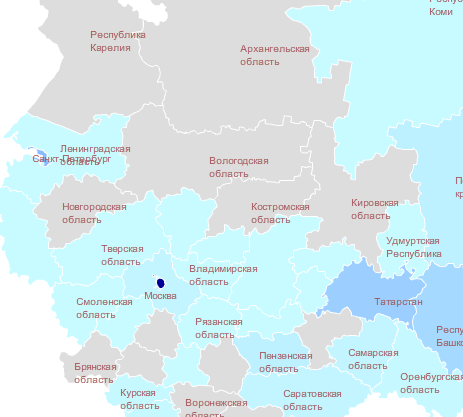 Республика
Коми
Республика
Карелия
Архангельская
область
Ленинградская
область
Санкт-Петербург
Вологодская
область
Новгородская
область
Костромская
область
Кировская
область
Удмуртская
Республика
Тверская
область
Владимирская
область
Москва
Смоленская
область
Татарстан
Рязанская
область
Пензенская
область
Самарская
область
Брянская
область
Курская
область
Воронежская
область
Саратовская
область
Оренбургская
область